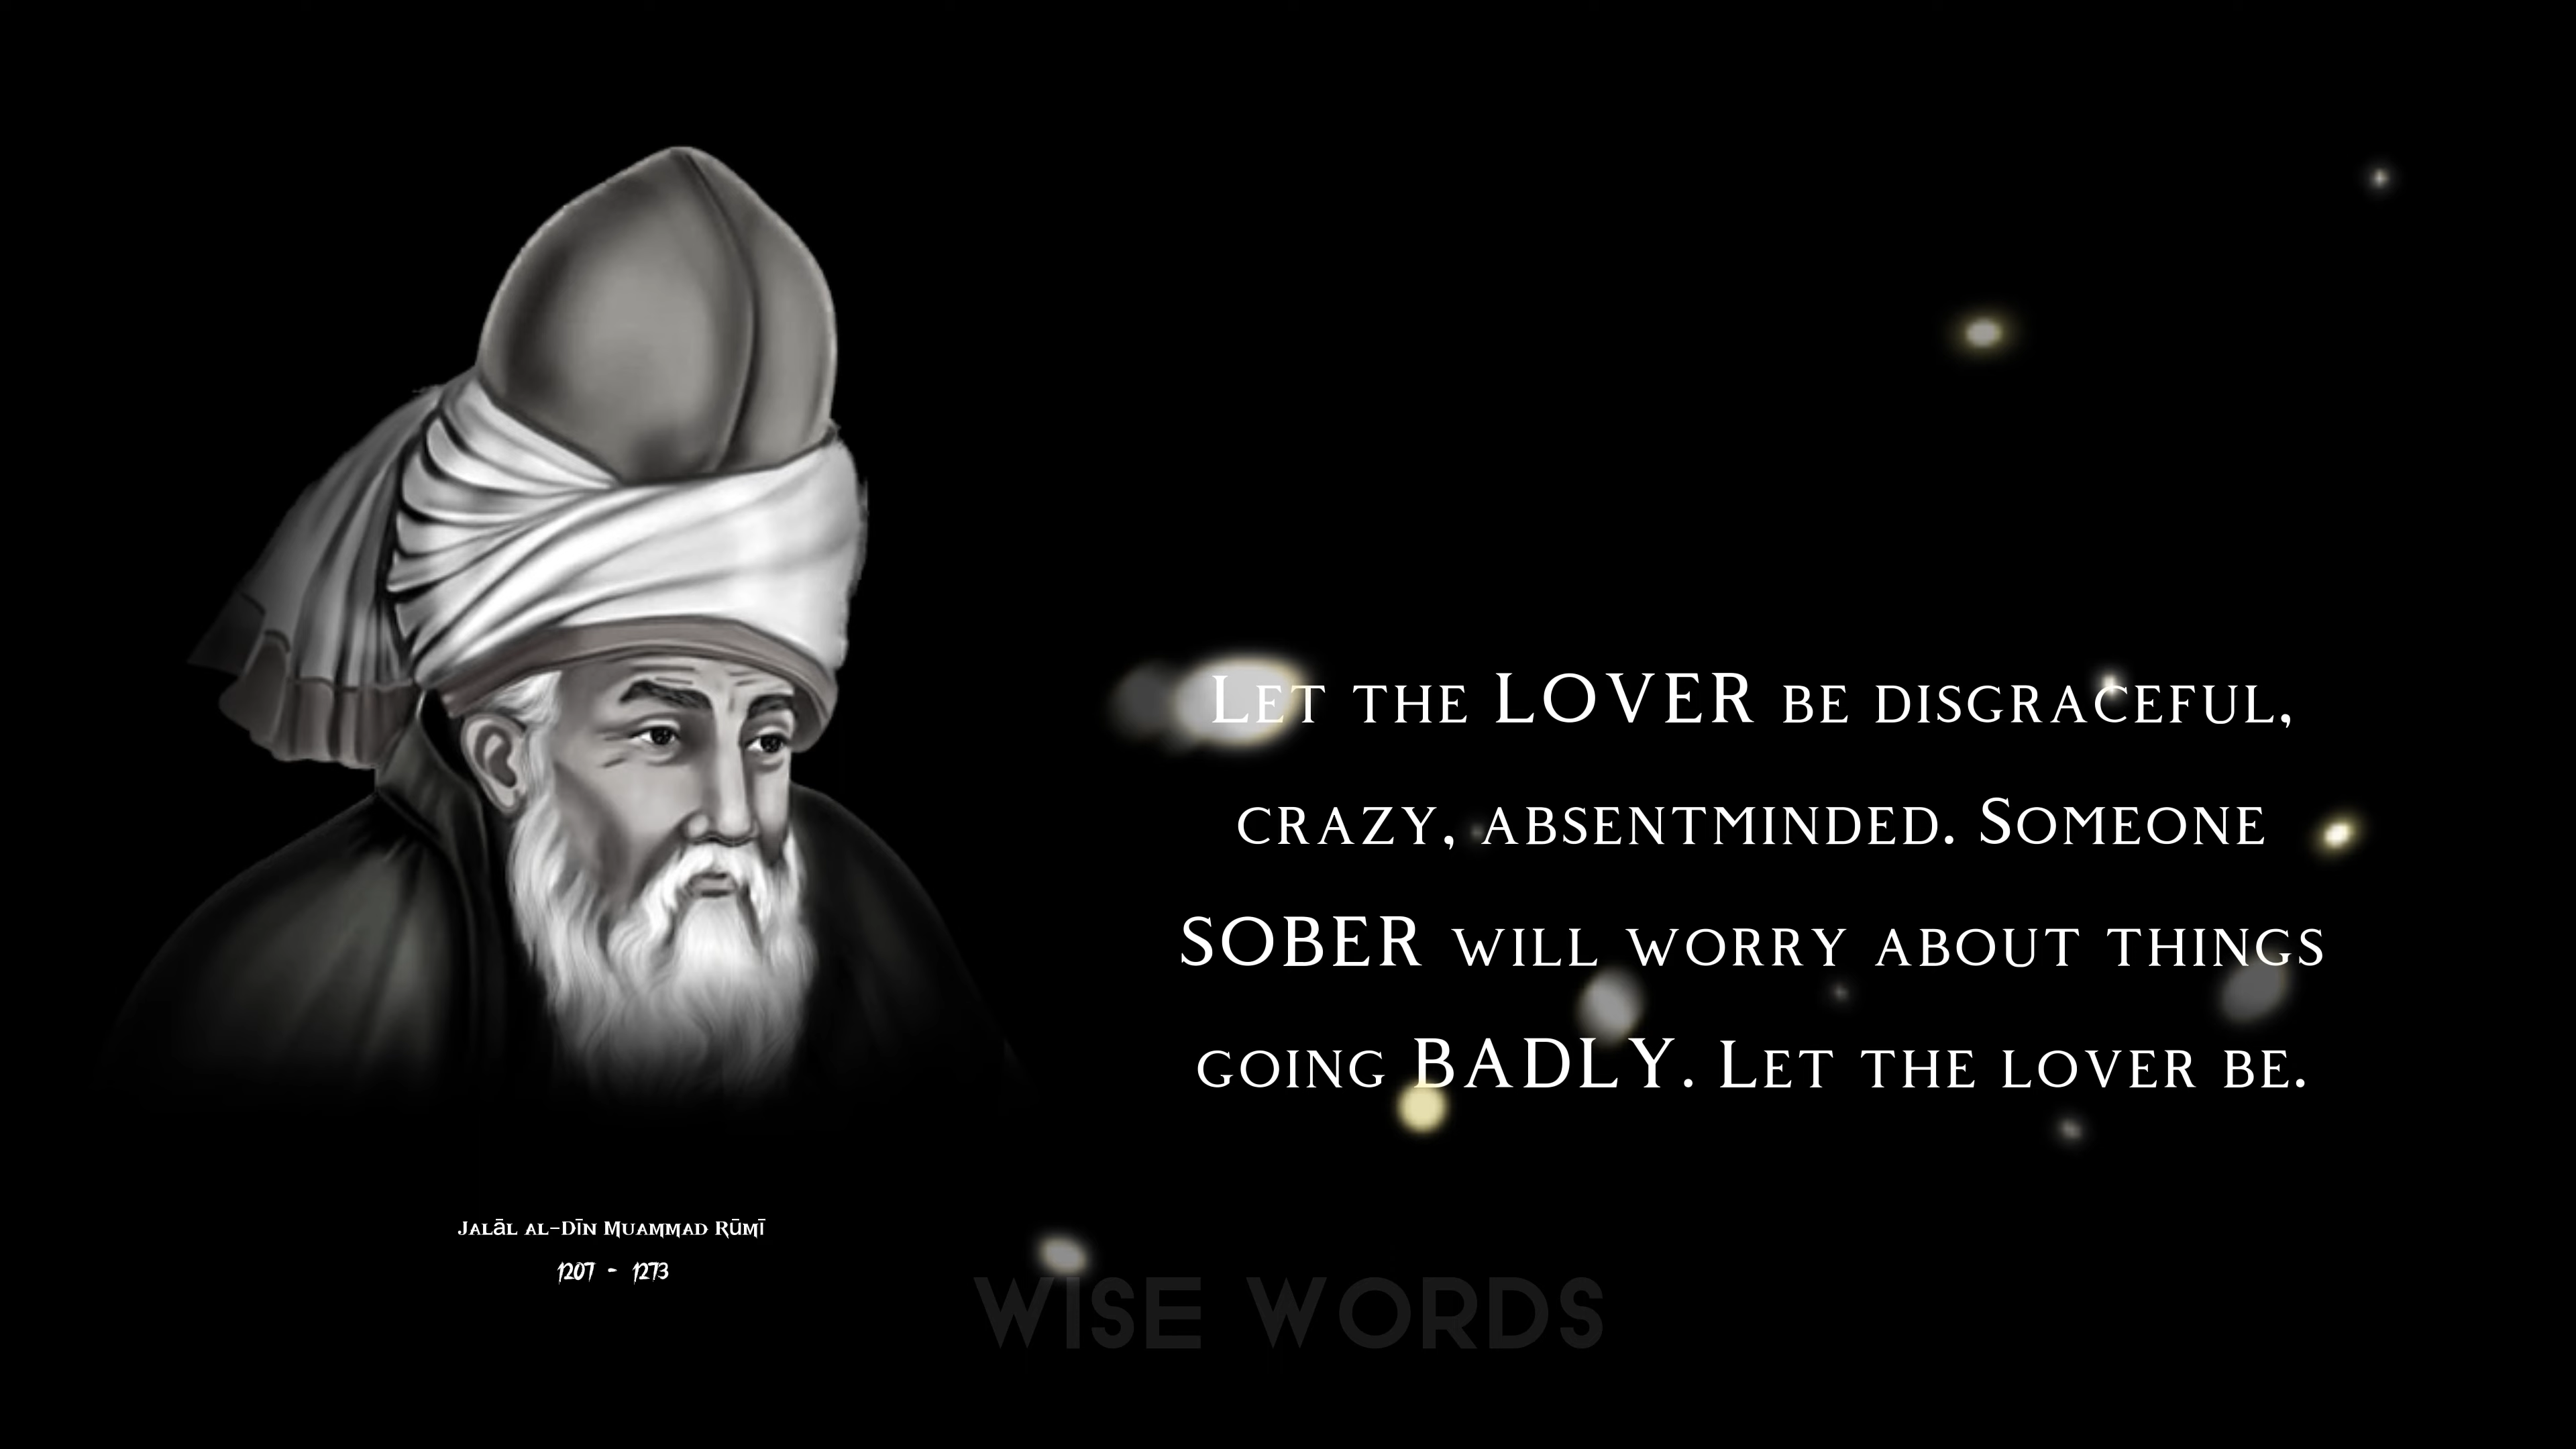 Let the LOVER be disgraceful,
crazy, absentminded. Someone
SOBER will worry about things
going BADLY. Let the lover be.
Jalāl al-Dīn Muammad Rūmī
1207 - 1273
WISE WORDS